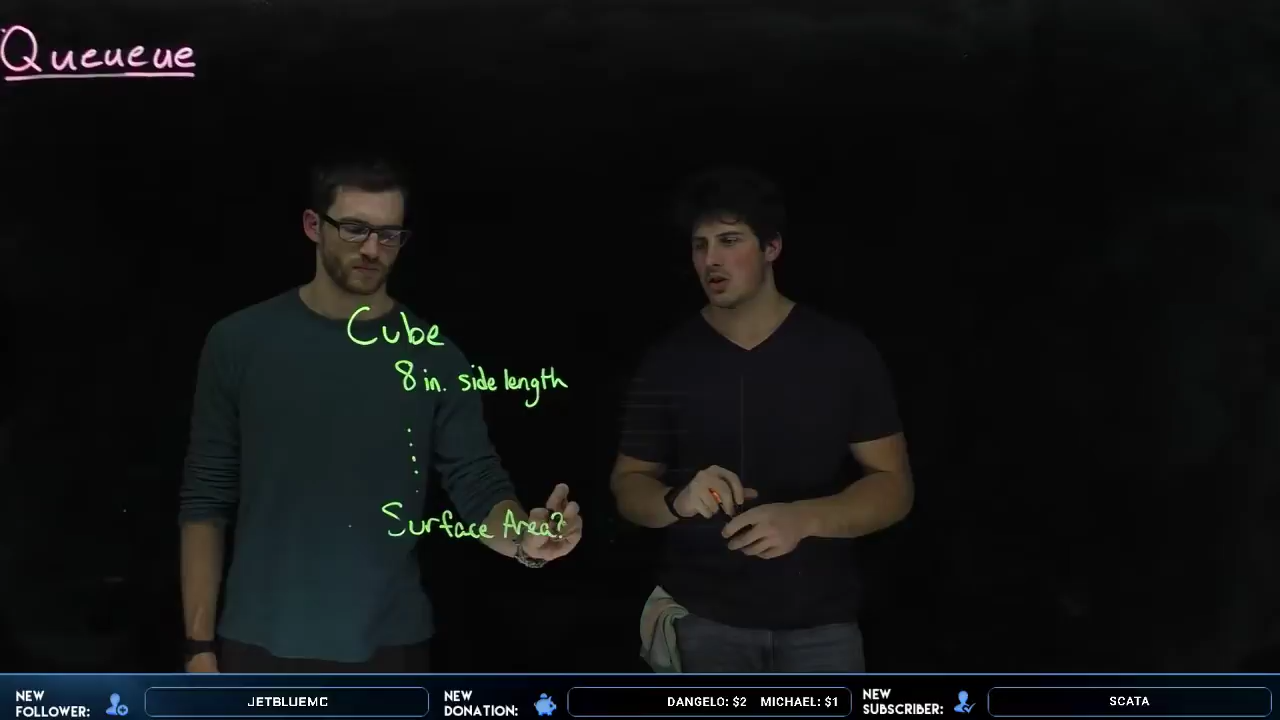 Queueue
Cube
8 in. side length
Surface Area?
NEW FOLLOWER:
JETBLUEMC
NEW DONATION:
DANGELO: $2 MICHAEL: $1
NEW SUBSCRIBER:
SCATA